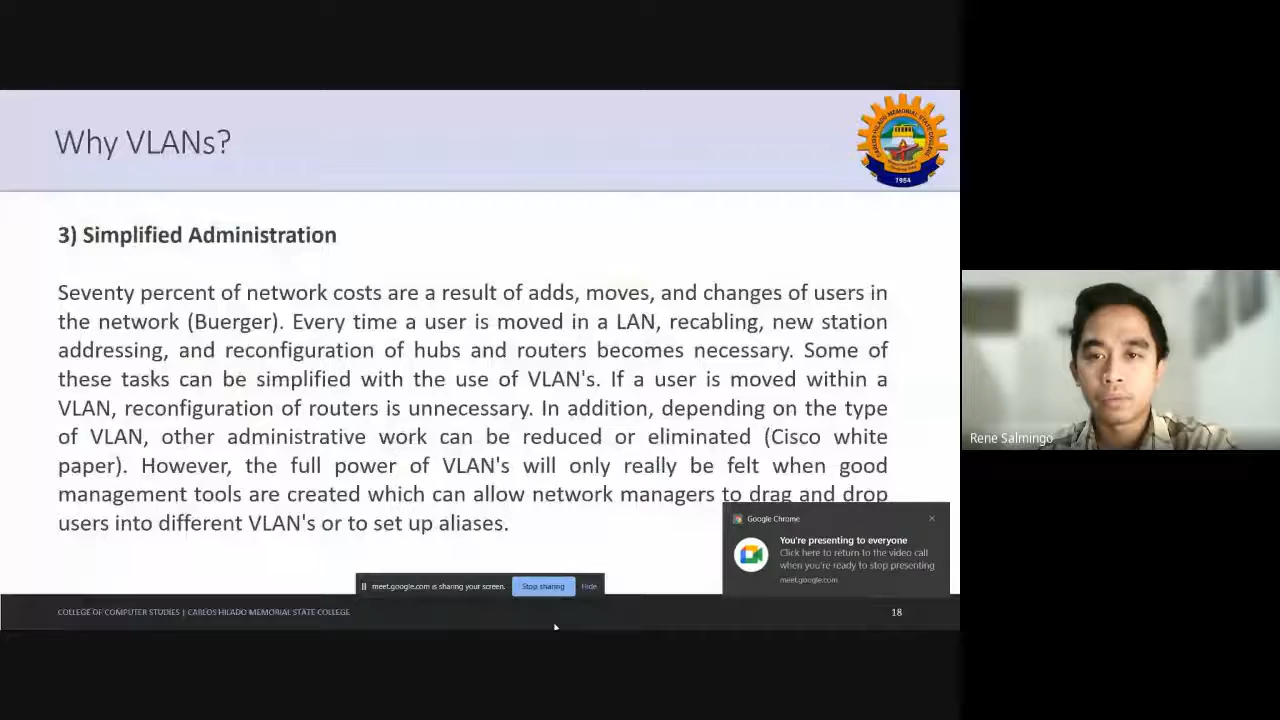 Why VLANs?
CARLOS HILADO MEMORIAL STATE COLLEGE
1954
3) Simplified Administration
Seventy percent of network costs are a result of adds, moves, and changes of users in
the network (Buerger). Every time a user is moved in a LAN, recabling, new station
addressing, and reconfiguration of hubs and routers becomes necessary. Some of
these tasks can be simplified with the use of VLAN's. If a user is moved within a
VLAN, reconfiguration of routers is unnecessary. In addition, depending on the type
of VLAN, other administrative work can be reduced or eliminated (Cisco white
paper). However, the full power of VLAN's will only really be felt when good
management tools are created which can allow network managers to drag and drop
users into different VLAN's or to set up aliases.
Google Chrome
You're presenting to everyone
Click here to return to the video call
when you're ready to stop presenting
meet.google.com
meet.google.com is sharing your screen.
Stop sharing
Hide
COLLEGE OF COMPUTER STUDIES | CARLOS HILADO MEMORIAL STATE COLLEGE
18
Rene Salmingo